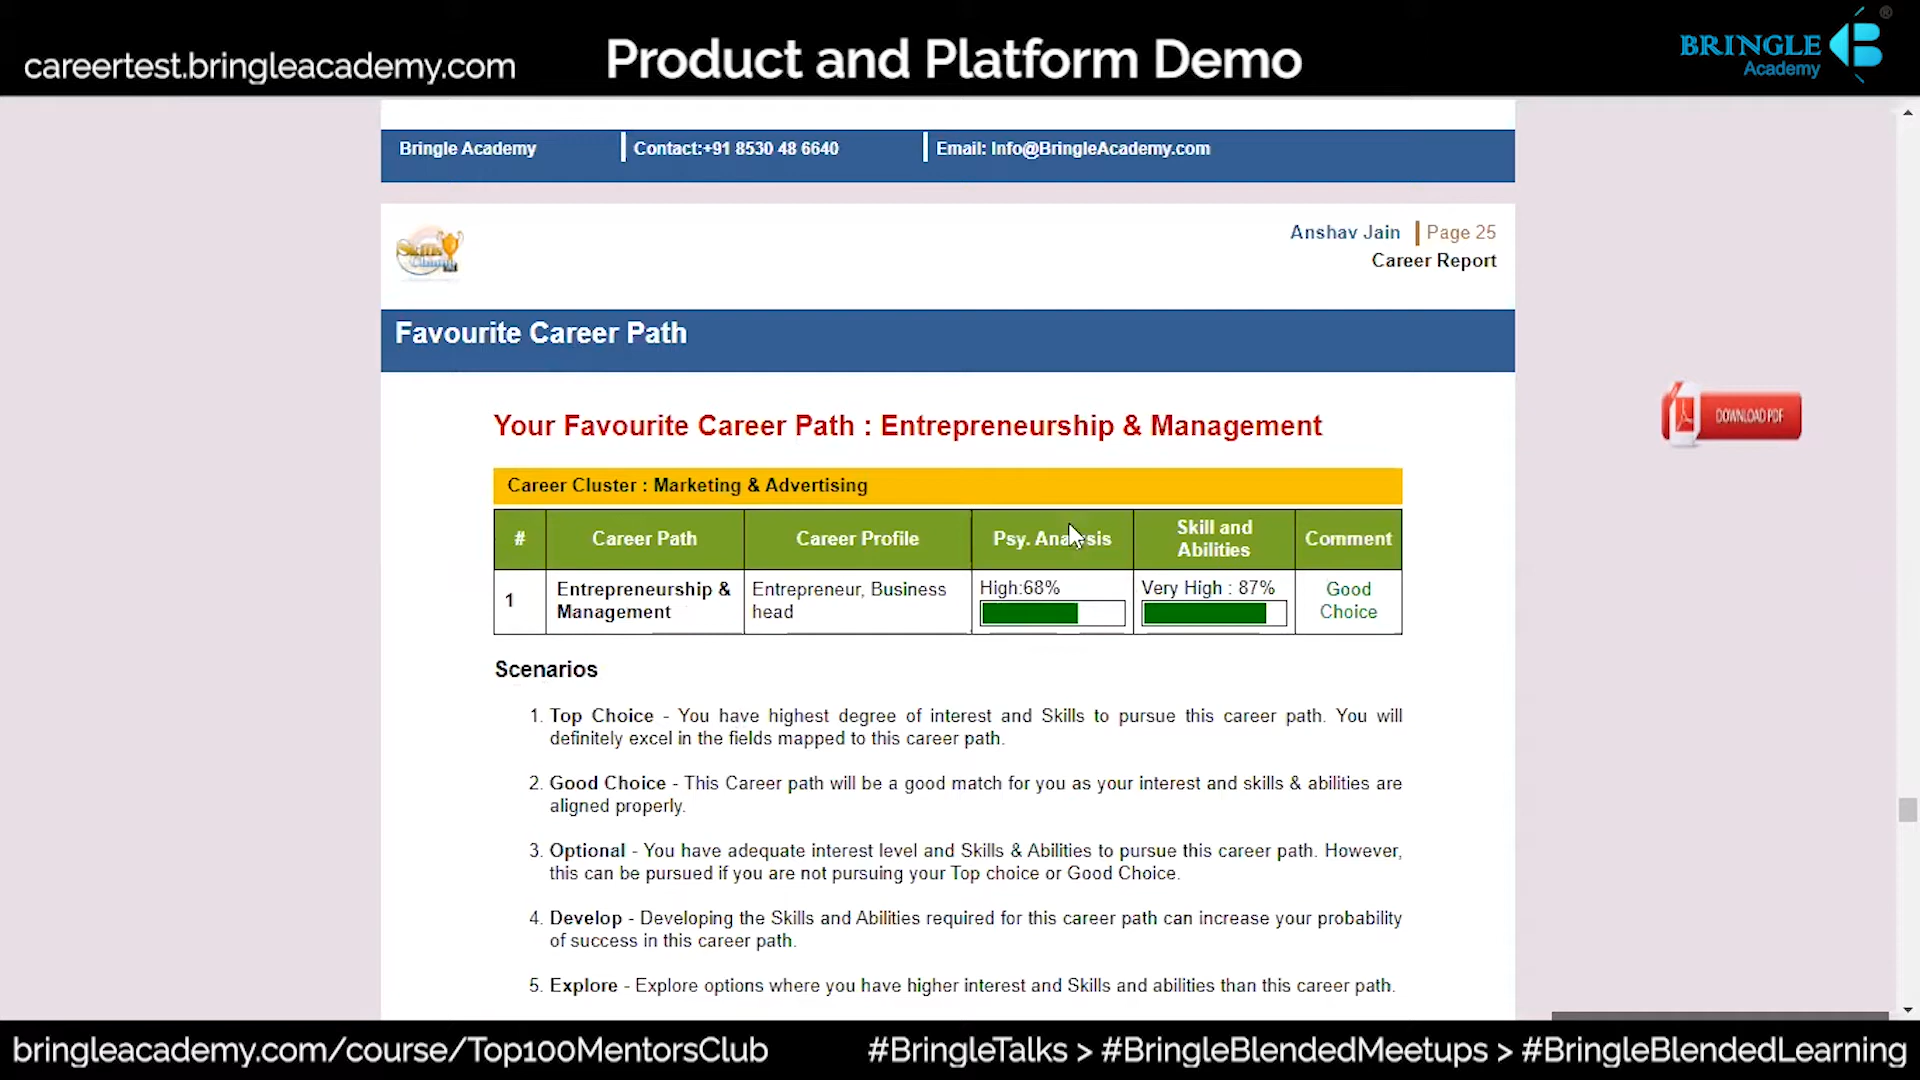 careertest.bringleacademy.com
Product and Platform Demo
BRINGLE
Academy
®
Bringle Academy
Contact:+91 8530 48 6640
Email: Info@BringleAcademy.com
Skills
Anshav Jain
Page 25
Career Report
Favourite Career Path
DOWNLOAD PDF
Your Favourite Career Path : Entrepreneurship & Management
Career Cluster : Marketing & Advertising
#
Career Path
Career Profile
Psy. Analysis
Skill and
Abilities
Comment
1
Entrepreneurship &
Management
Entrepreneur, Business
head
High:68%
Very High : 87%
Good
Choice
Scenarios
1. Top Choice - You have highest degree of interest and Skills to pursue this career path. You will
definitely excel in the fields mapped to this career path.
2. Good Choice - This Career path will be a good match for you as your interest and skills & abilities are
aligned properly.
3. Optional - You have adequate interest level and Skills & Abilities to pursue this career path. However,
this can be pursued if you are not pursuing your Top choice or Good Choice.
4. Develop - Developing the Skills and Abilities required for this career path can increase your probability
of success in this career path.
5. Explore - Explore options where you have higher interest and Skills and abilities than this career path.
bringleacademy.com/course/Top100MentorsClub
#BringleTalks > #BringleBlendedMeetups > #BringleBlendedLearning